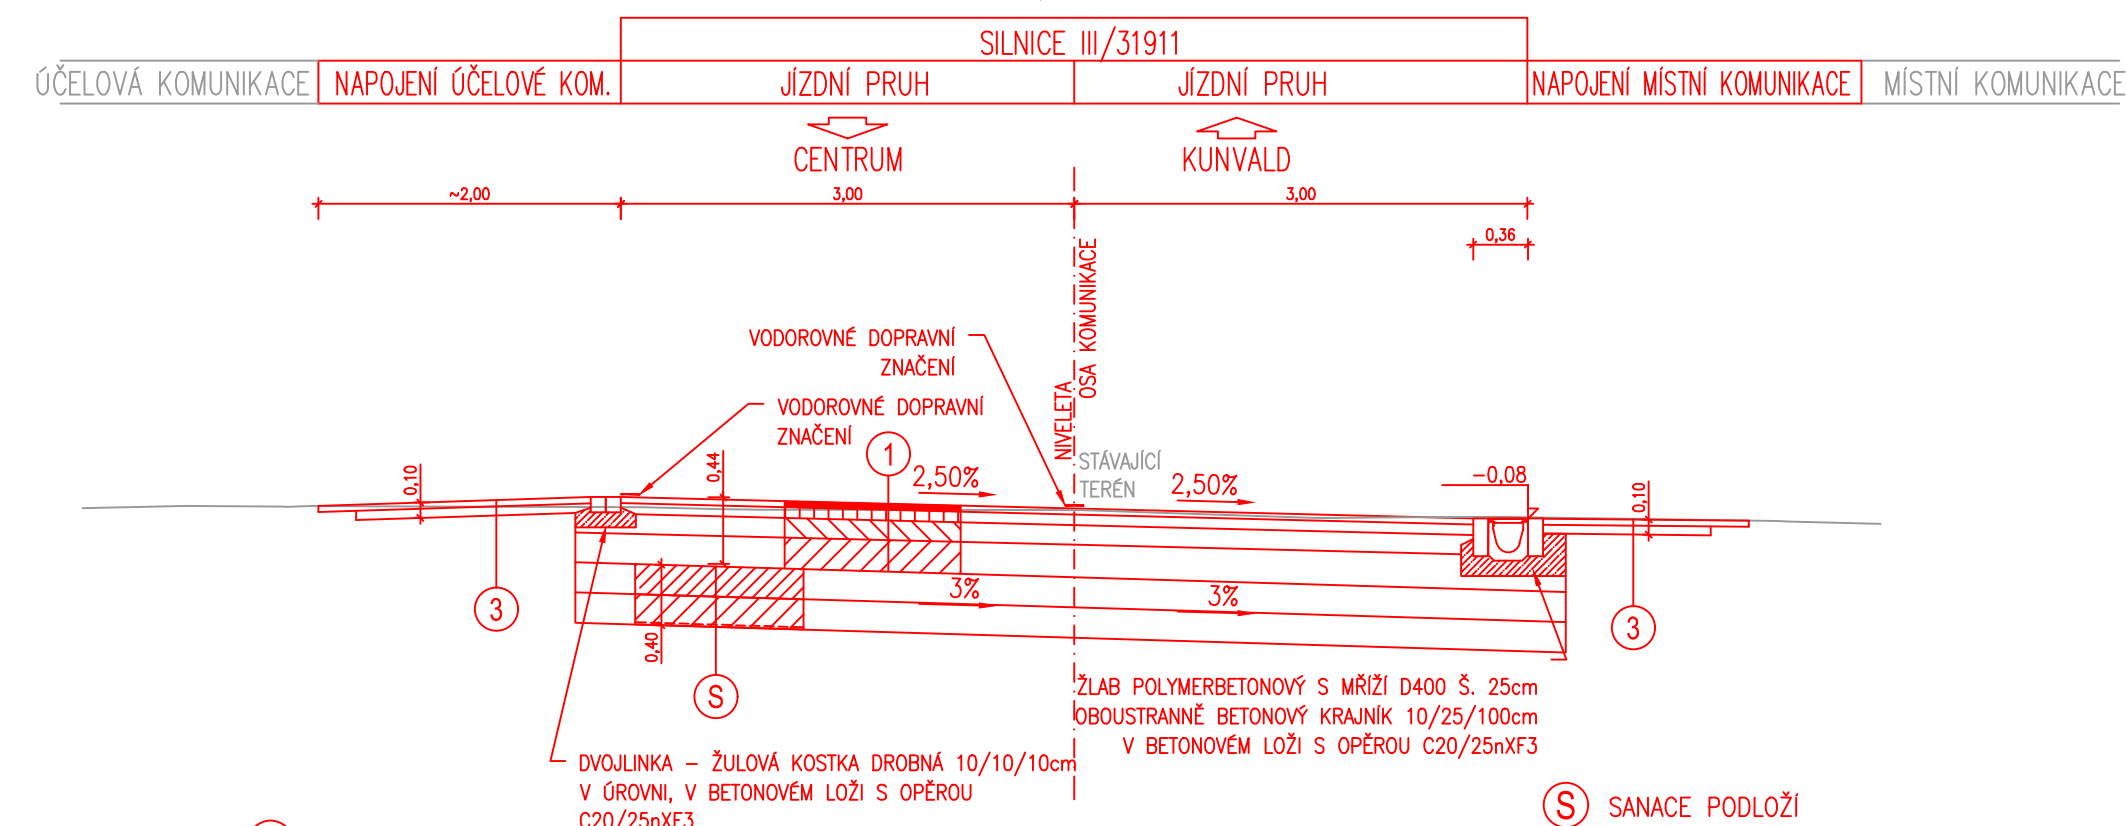 SILNICE III/31911
ÚČELOVÁ KOMUNIKACE
NAPOJENÍ ÚČELOVÉ KOM.
JÍZDNÍ PRUH
JÍZDNÍ PRUH
NAPOJENÍ MÍSTNÍ KOMUNIKACE
MÍSTNÍ KOMUNIKACE
CENTRUM
KUNVALD
~2,00
3,00
3,00
0,36
OSA KOMUNIKACE
NIVELETA
VODOROVNÉ DOPRAVNÍ
ZNAČENÍ
VODOROVNÉ DOPRAVNÍ
ZNAČENÍ
STÁVAJÍCÍ
TERÉN
0,10
0,44
1
2,50%
2,50%
-0,08
0,10
3
3%
3%
3
0,40
S
ŽLAB POLYMERBETONOVÝ S MŘÍŽÍ D400 Š. 25cm
OBOUSTRANNĚ BETONOVÝ KRAJNÍK 10/25/100cm
V BETONOVÉM LOŽI S OPĚROU C20/25nXF3
DVOJLINKA – ŽULOVÁ KOSTKA DROBNÁ 10/10/10cm
V ÚROVNI, V BETONOVÉM LOŽI S OPĚROU
C20/25nXF3
S SANACE PODLOŽÍ